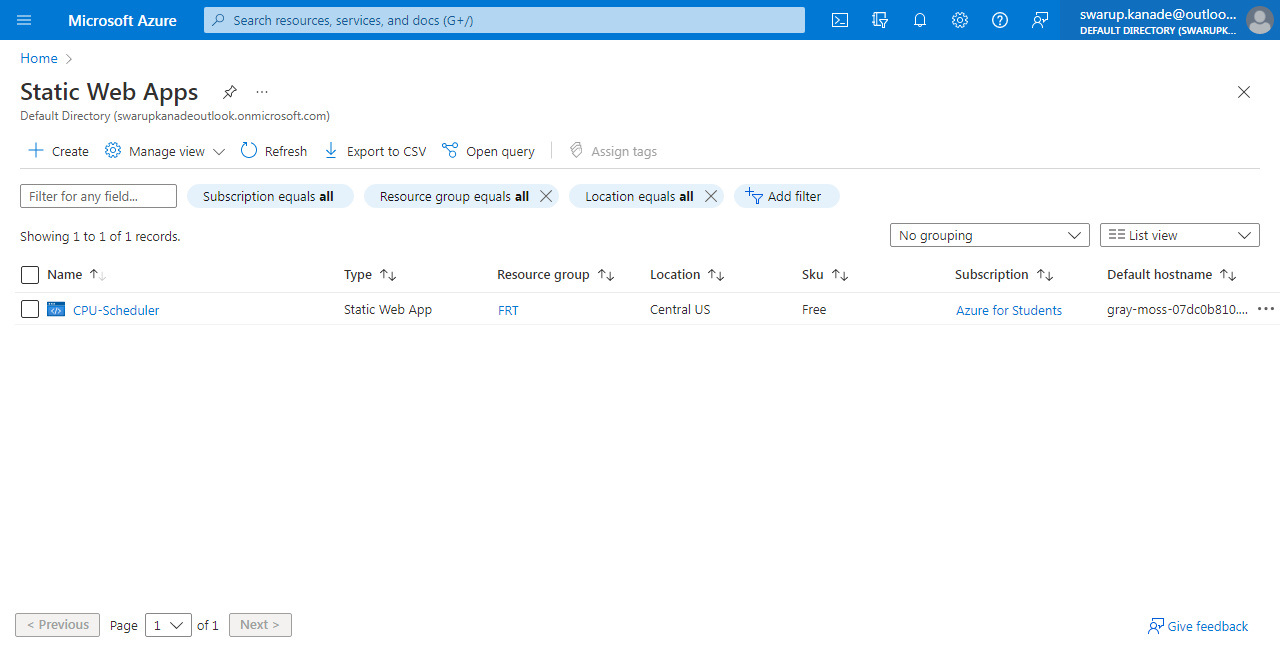 Microsoft Azure
Search resources, services, and docs (G+/)
swarup.kanade@outloo...
DEFAULT DIRECTORY (SWARUPK...
Home >
Static Web Apps ...
Default Directory (swarupkanadeoutlook.onmicrosoft.com)
Create Manage view Refresh Export to CSV Open query Assign tags
Filter for any field... Subscription equals all Resource group equals all Location equals all Add filter
Showing 1 to 1 of 1 records. No grouping List view
Name Type Resource group Location Sku Subscription Default hostname
CPU-Scheduler Static Web App FRT Central US Free Azure for Students gray-moss-07dc0b810.... ...
< Previous Page 1 of 1 Next > Give feedback